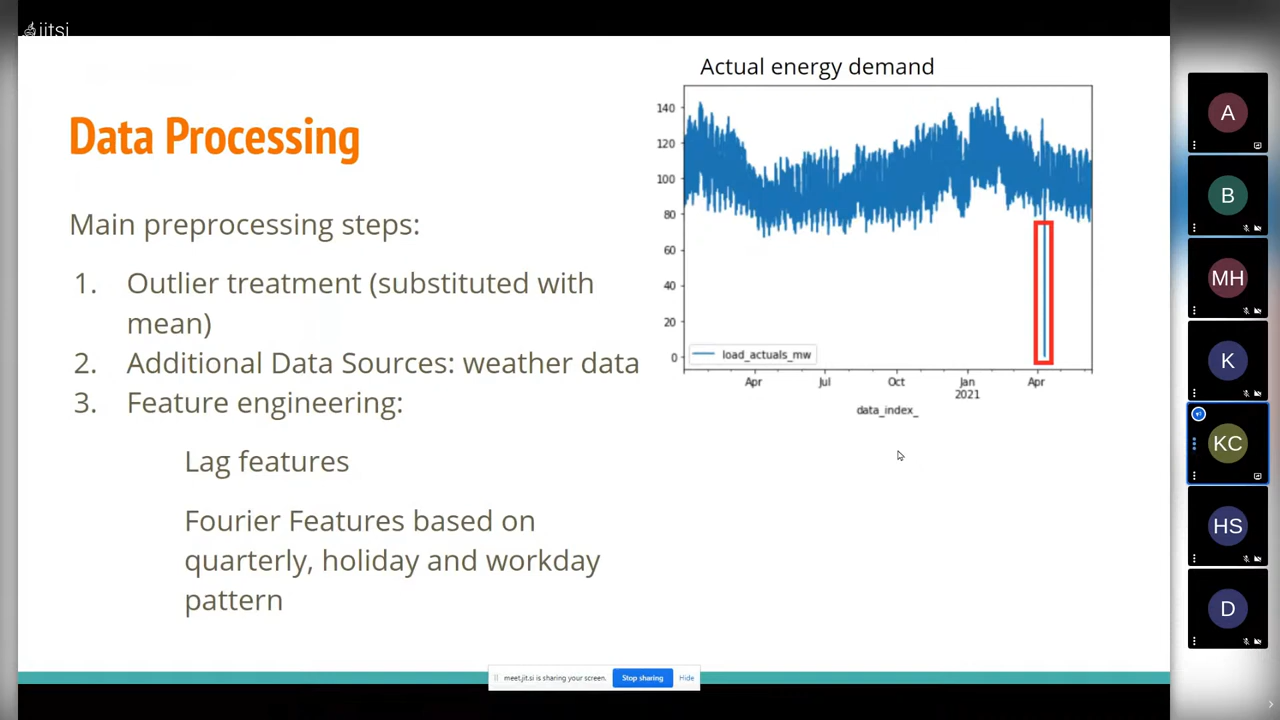 jitsi
Actual energy demand
Data Processing
140
120
100
80
60
40
20
0
load_actuals_mw
Apr
Jul
Oct
Jan
Apr
2021
data_index_
Main preprocessing steps:
1. Outlier treatment (substituted with
mean)
2. Additional Data Sources: weather data
3. Feature engineering:
Lag features
Fourier Features based on
quarterly, holiday and workday
pattern
meet.jit.si is sharing your screen.
Stop sharing
Hide
A
B
MH
K
KC
HS
D